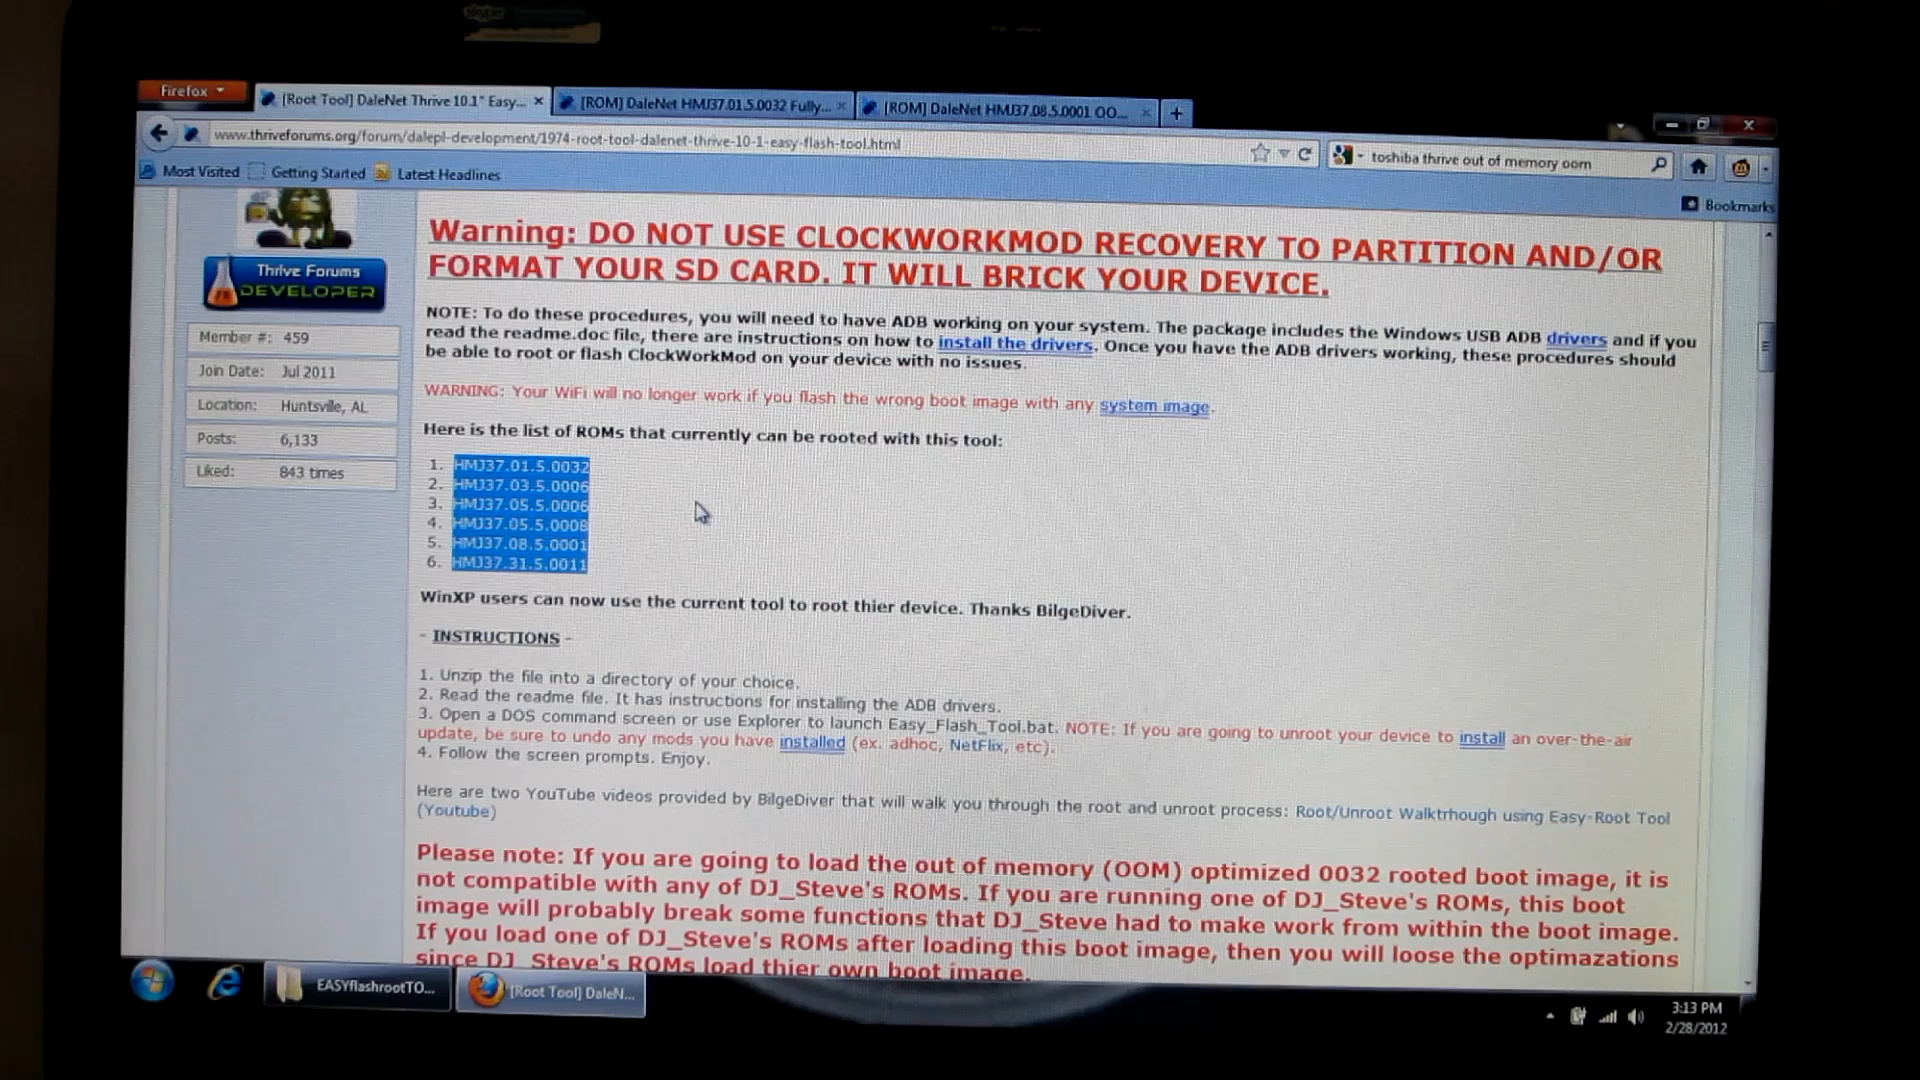 skype
Firefox
[Root Tool] DaleNet Thrive 10.1" Easy...
[ROM] DaleNet HMJ37.01.5.0032 Fully...
[ROM] DaleNet HMJ37.08.5.0001 OO...
www.thriveforums.org/forum/dalepl-development/1974-root-tool-dalenet-thrive-10-1-easy-flash-tool.html
toshiba thrive out of memory oom
Most Visited
Getting Started
Latest Headlines
Bookmarks
Thrive Forums
DEVELOPER
Member #: 459
Join Date: Jul 2011
Location: Huntsville, AL
Posts: 6,133
Liked: 843 times
Warning: DO NOT USE CLOCKWORKMOD RECOVERY TO PARTITION AND/OR
FORMAT YOUR SD CARD. IT WILL BRICK YOUR DEVICE.
NOTE: To do these procedures, you will need to have ADB working on your system. The package includes the Windows USB ADB drivers and if you
read the readme.doc file, there are instructions on how to install the drivers. Once you have the ADB drivers working, these procedures should
be able to root or flash ClockWorkMod on your device with no issues.
WARNING: Your WiFi will no longer work if you flash the wrong boot image with any system image.
Here is the list of ROMs that currently can be rooted with this tool:
1. HMJ37.01.5.0032
2. HMJ37.03.5.0006
3. HMJ37.05.5.0006
4. HMJ37.05.5.0008
5. HMJ37.08.5.0001
6. HMJ37.31.5.0011
WinXP users can now use the current tool to root thier device. Thanks BilgeDiver.
- INSTRUCTIONS -
1. Unzip the file into a directory of your choice.
2. Read the readme file. It has instructions for installing the ADB drivers.
3. Open a DOS command screen or use Explorer to launch Easy_Flash_Tool.bat. NOTE: If you are going to unroot your device to install an over-the-air
update, be sure to undo any mods you have installed (ex. adhoc, NetFlix, etc).
4. Follow the screen prompts. Enjoy.
Here are two YouTube videos provided by BilgeDiver that will walk you through the root and unroot process: Root/Unroot Walktrhough using Easy-Root Tool
(Youtube)
Please note: If you are going to load the out of memory (OOM) optimized 0032 rooted boot image, it is
not compatible with any of DJ_Steve's ROMs. If you are running one of DJ_Steve's ROMs, this boot
image will probably break some functions that DJ_Steve had to make work from within the boot image.
If you load one of DJ_Steve's ROMs after loading this boot image, then you will loose the optimazations
since DJ_Steve's ROMs load thier own boot image.
EASYflashrootTO...
[Root Tool] DaleN...
3:13 PM
2/28/2012